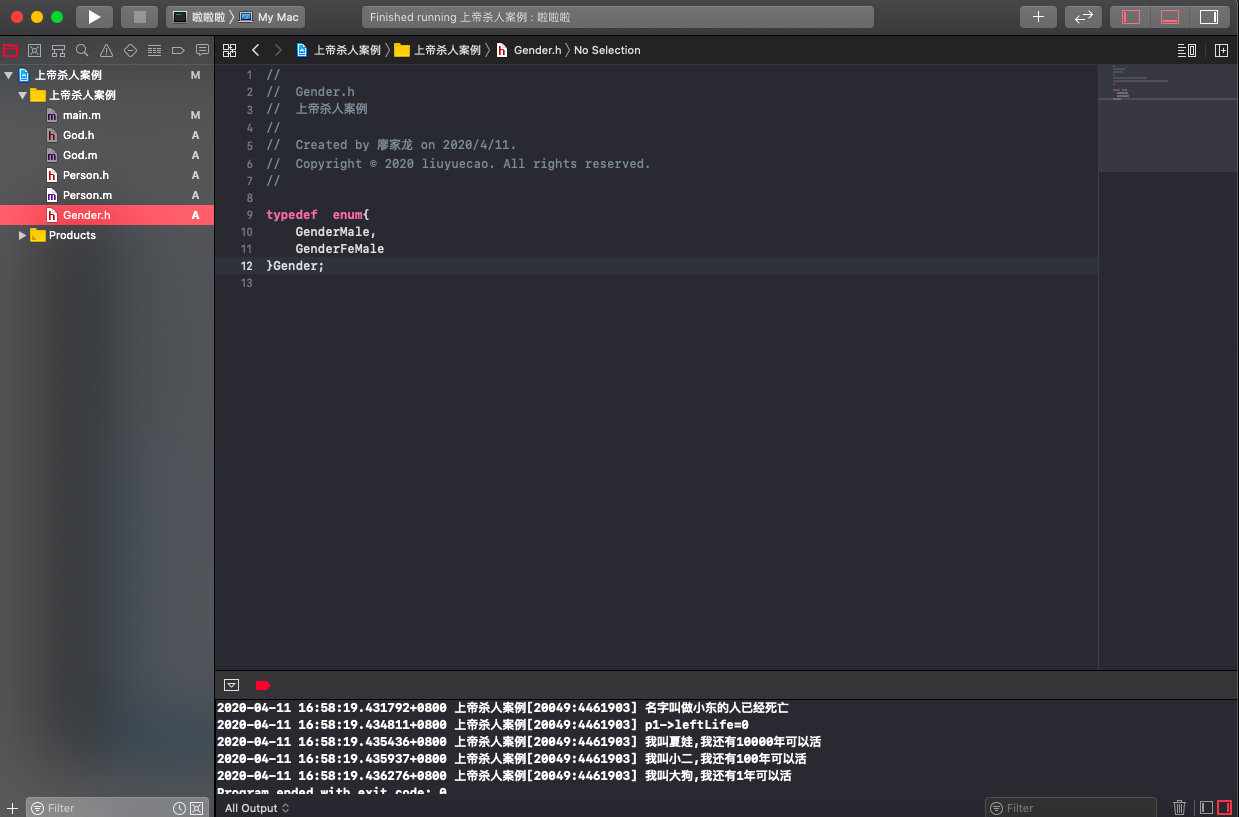 啦啦啦 〉 My Mac
Finished running 上帝杀人案例 : 啦啦啦
上帝杀人案例 〉 上帝杀人案例 〉 Gender.h 〉 No Selection
上帝杀人案例 M
上帝杀人案例
main.m M
God.h A
God.m A
Person.h A
Person.m A
Gender.h A
Products
1 //
2 //  Gender.h
3 //  上帝杀人案例
4 //
5 //  Created by 廖家龙 on 2020/4/11.
6 //  Copyright © 2020 liuyuecao. All rights reserved.
7 //
8
9 typedef  enum{
10     GenderMale,
11     GenderFeMale
12 }Gender;
13
2020-04-11 16:58:19.431792+0800 上帝杀人案例[20049:4461903] 名字叫做小东的人已经死亡
2020-04-11 16:58:19.434811+0800 上帝杀人案例[20049:4461903] p1->leftLife=0
2020-04-11 16:58:19.435436+0800 上帝杀人案例[20049:4461903] 我叫夏娃,我还有10000年可以活
2020-04-11 16:58:19.435937+0800 上帝杀人案例[20049:4461903] 我叫小二,我还有100年可以活
2020-04-11 16:58:19.436276+0800 上帝杀人案例[20049:4461903] 我叫大狗,我还有1年可以活
Program ended with exit code: 0
Filter
All Output
Filter